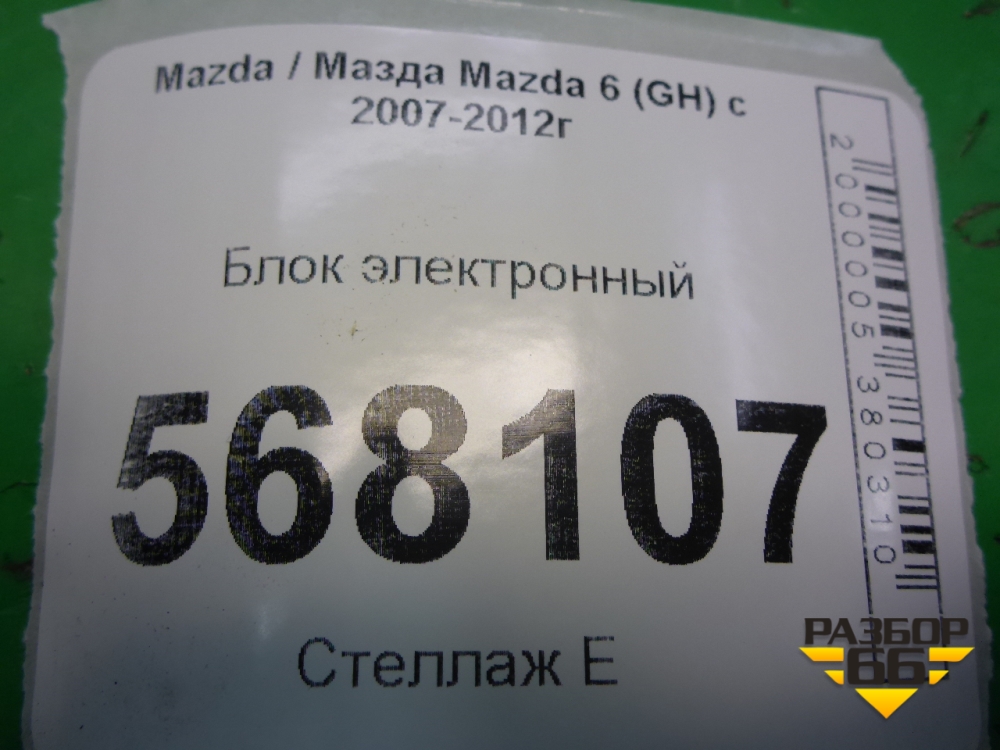 Mazda / Мазда Mazda 6 (GH) с
2007-2012г
Блок электронный
568107
Стеллаж Е
2000005380310
РАЗБОР
66